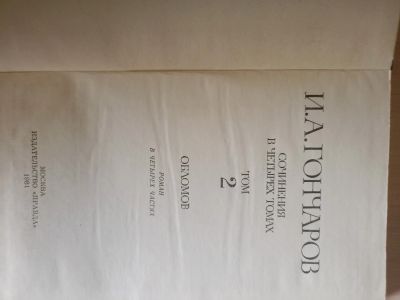 И.А.ГОНЧАРОВ
СОЧИНЕНИЯ
В ЧЕТЫРЕХ ТОМАХ
ТОМ
2
ОБЛОМОВ
РОМАН
В ЧЕТЫРЕХ ЧАСТЯХ
МОСКВА
ИЗДАТЕЛЬСТВО «ПРАВДА»
1981